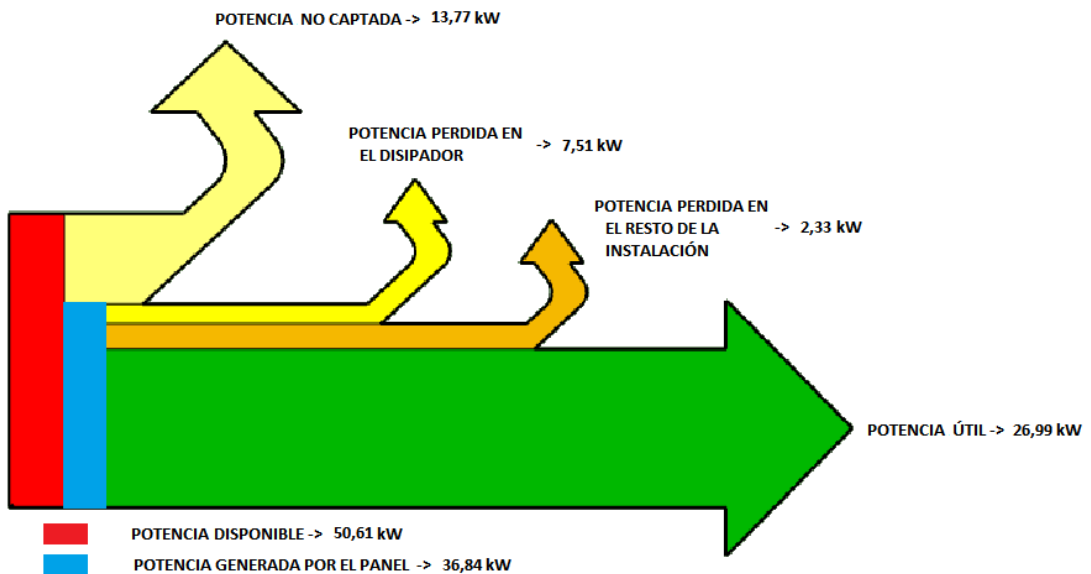 POTENCIA NO CAPTADA -> 13,77 kW
POTENCIA PERDIDA EN
EL DISIPADOR -> 7,51 kW
POTENCIA PERDIDA EN
EL RESTO DE LA -> 2,33 kW
INSTALACIÓN
POTENCIA ÚTIL -> 26,99 kW
POTENCIA DISPONIBLE -> 50,61 kW
POTENCIA GENERADA POR EL PANEL -> 36,84 kW